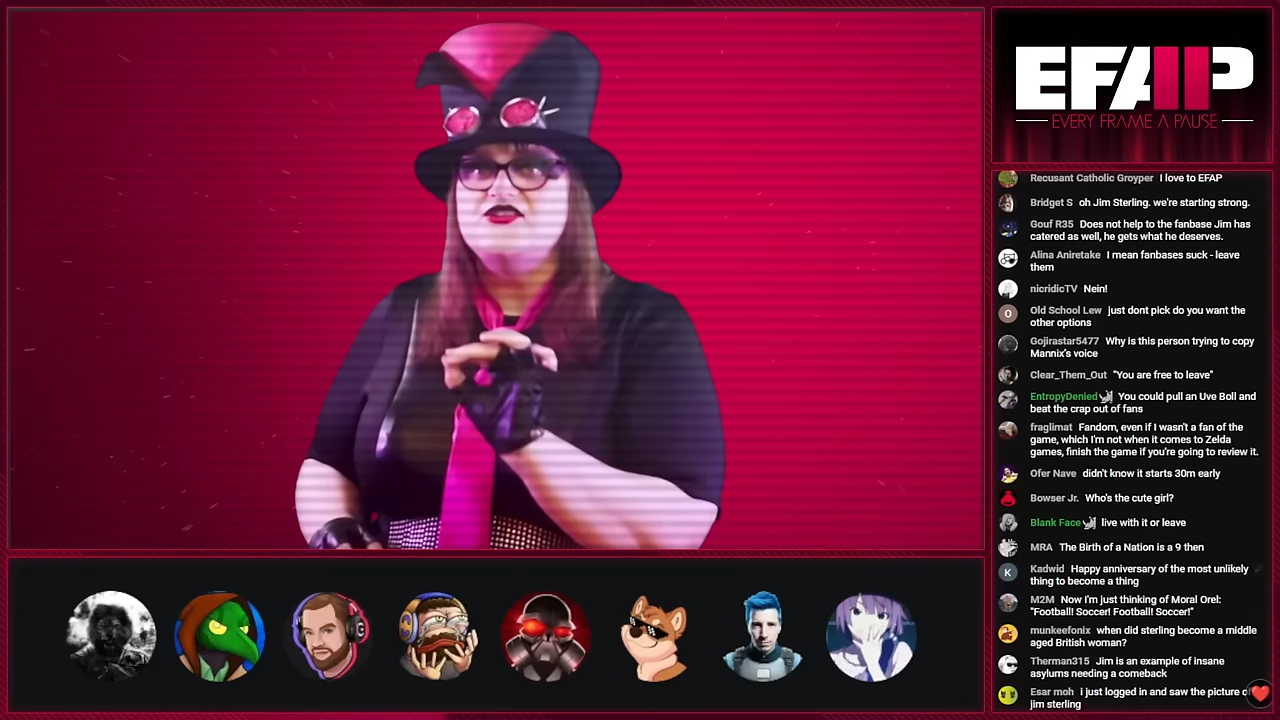 EFAP
EVERY FRAME A PAUSE
Recusant Catholic Groyper I love to EFAP
Bridget S oh Jim Sterling. we're starting strong.
Gouf R35 Does not help to the fanbase Jim has
catered as well, he gets what he deserves.
Alina Aniretake I mean fanbases suck - leave
them
nicridicTV Nein!
O
Old School Lew just dont pick do you want the
other options
Gojirastar5477 Why is this person trying to copy
Mannix's voice
Clear_Them_Out "You are free to leave"
EntropyDenied You could pull an Uve Boll and
beat the crap out of fans
fraglimat Fandom, even if I wasn't a fan of the
game, which I'm not when it comes to Zelda
games, finish the game if you're going to review it.
Ofer Nave didn't know it starts 30m early
Bowser Jr. Who's the cute girl?
Blank Face live with it or leave
MRA The Birth of a Nation is a 9 then
K
Kadwid Happy anniversary of the most unlikely
thing to become a thing
M2M Now I'm just thinking of Moral Orel:
"Football! Soccer! Football! Soccer!"
munkeefonix when did sterling become a middle
aged British woman?
Therman315 Jim is an example of insane
asylums needing a comeback
Esar moh i just logged in and saw the picture of
jim sterling